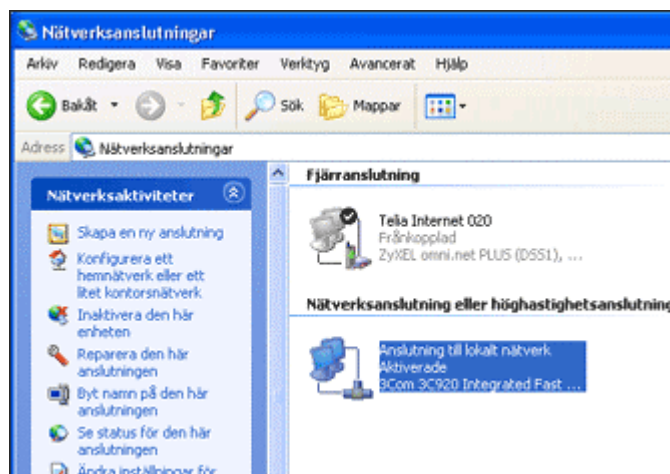 Nätverksanslutningar
Arkiv Redigera Visa Favoriter Verktyg Avancerat Hjälp
Bakåt Sök Mappar
Adress Nätverksanslutningar
Nätverksaktiviteter
Skapa en ny anslutning
Konfigurera ett
hemnätverk eller ett
litet kontorsnätverk
Inaktivera den här
enheten
Reparera den här
anslutningen
Byt namn på den här
anslutningen
Se status för den här
anslutningen
Ändra inställningar för
Fjärranslutning
Telia Internet 020
Frånkopplad
ZyXEL omni.net PLUS (DSS1), ...
Nätverksanslutning eller höghastighetsanslutning
Anslutning till lokalt nätverk
Aktiverade
3Com 3C920 Integrated Fast ...